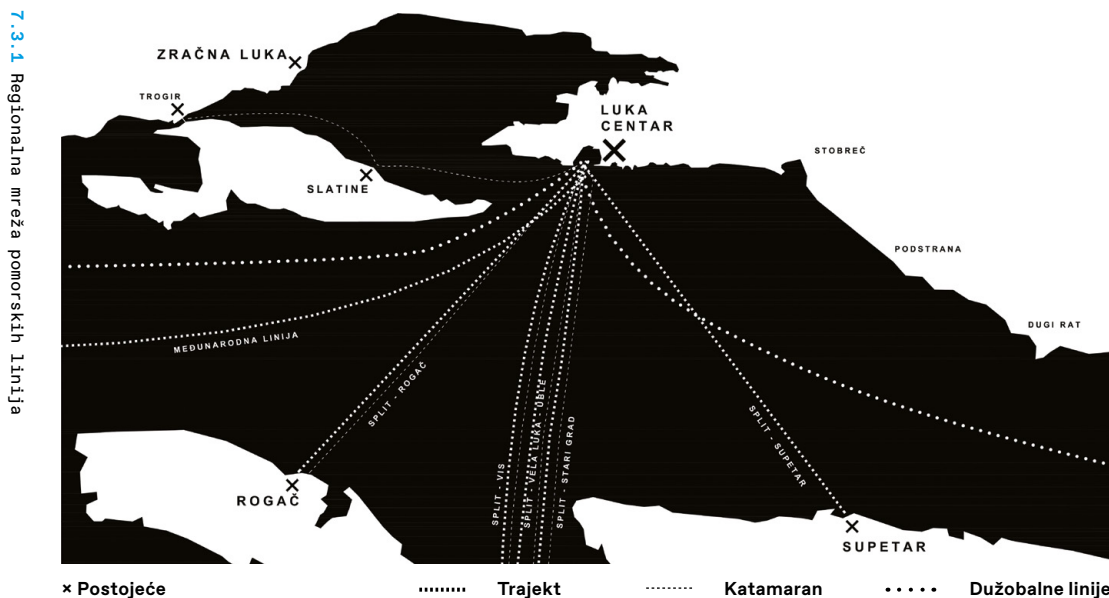 7.3.1 Regionalna mreža pomorskih linija
ZRAČNA LUKA
TROGIR
LUKA
CENTAR
STOBREČ
SLATINE
PODSTRANA
DUGI RAT
MEĐUNARODNA LINIJA
SPLIT - ROGAČ
SPLIT - VIS
SPLIT - VELA LUKA - UBLE
SPLIT - STARI GRAD
SPLIT - SUPETAR
ROGAČ
SUPETAR
× Postojeće
Trajekt
Katamaran
Dužobalne linije